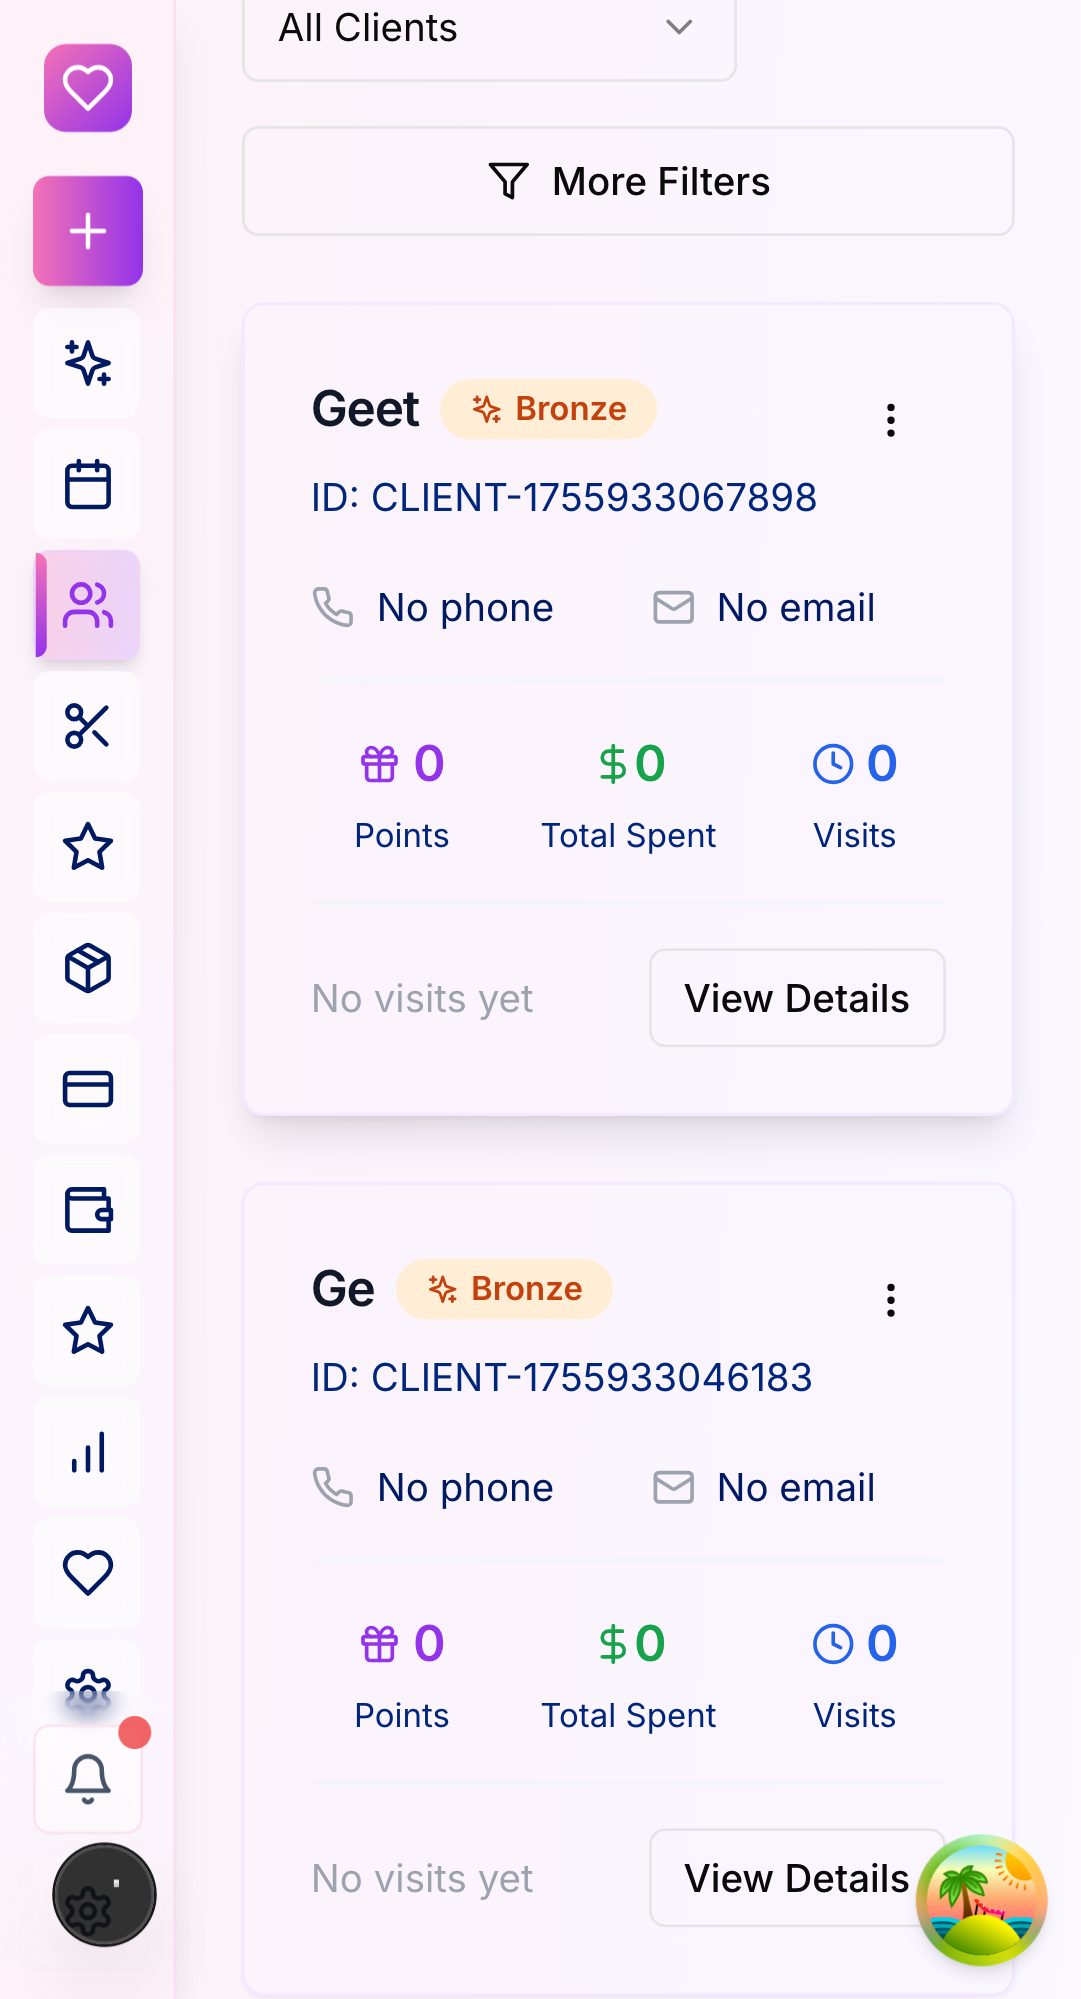 All Clients
More Filters
Geet Bronze
ID: CLIENT-1755933067898
No phone No email
0 $0 0
Points Total Spent Visits
No visits yet View Details
Ge Bronze
ID: CLIENT-1755933046183
No phone No email
0 $0 0
Points Total Spent Visits
No visits yet View Details